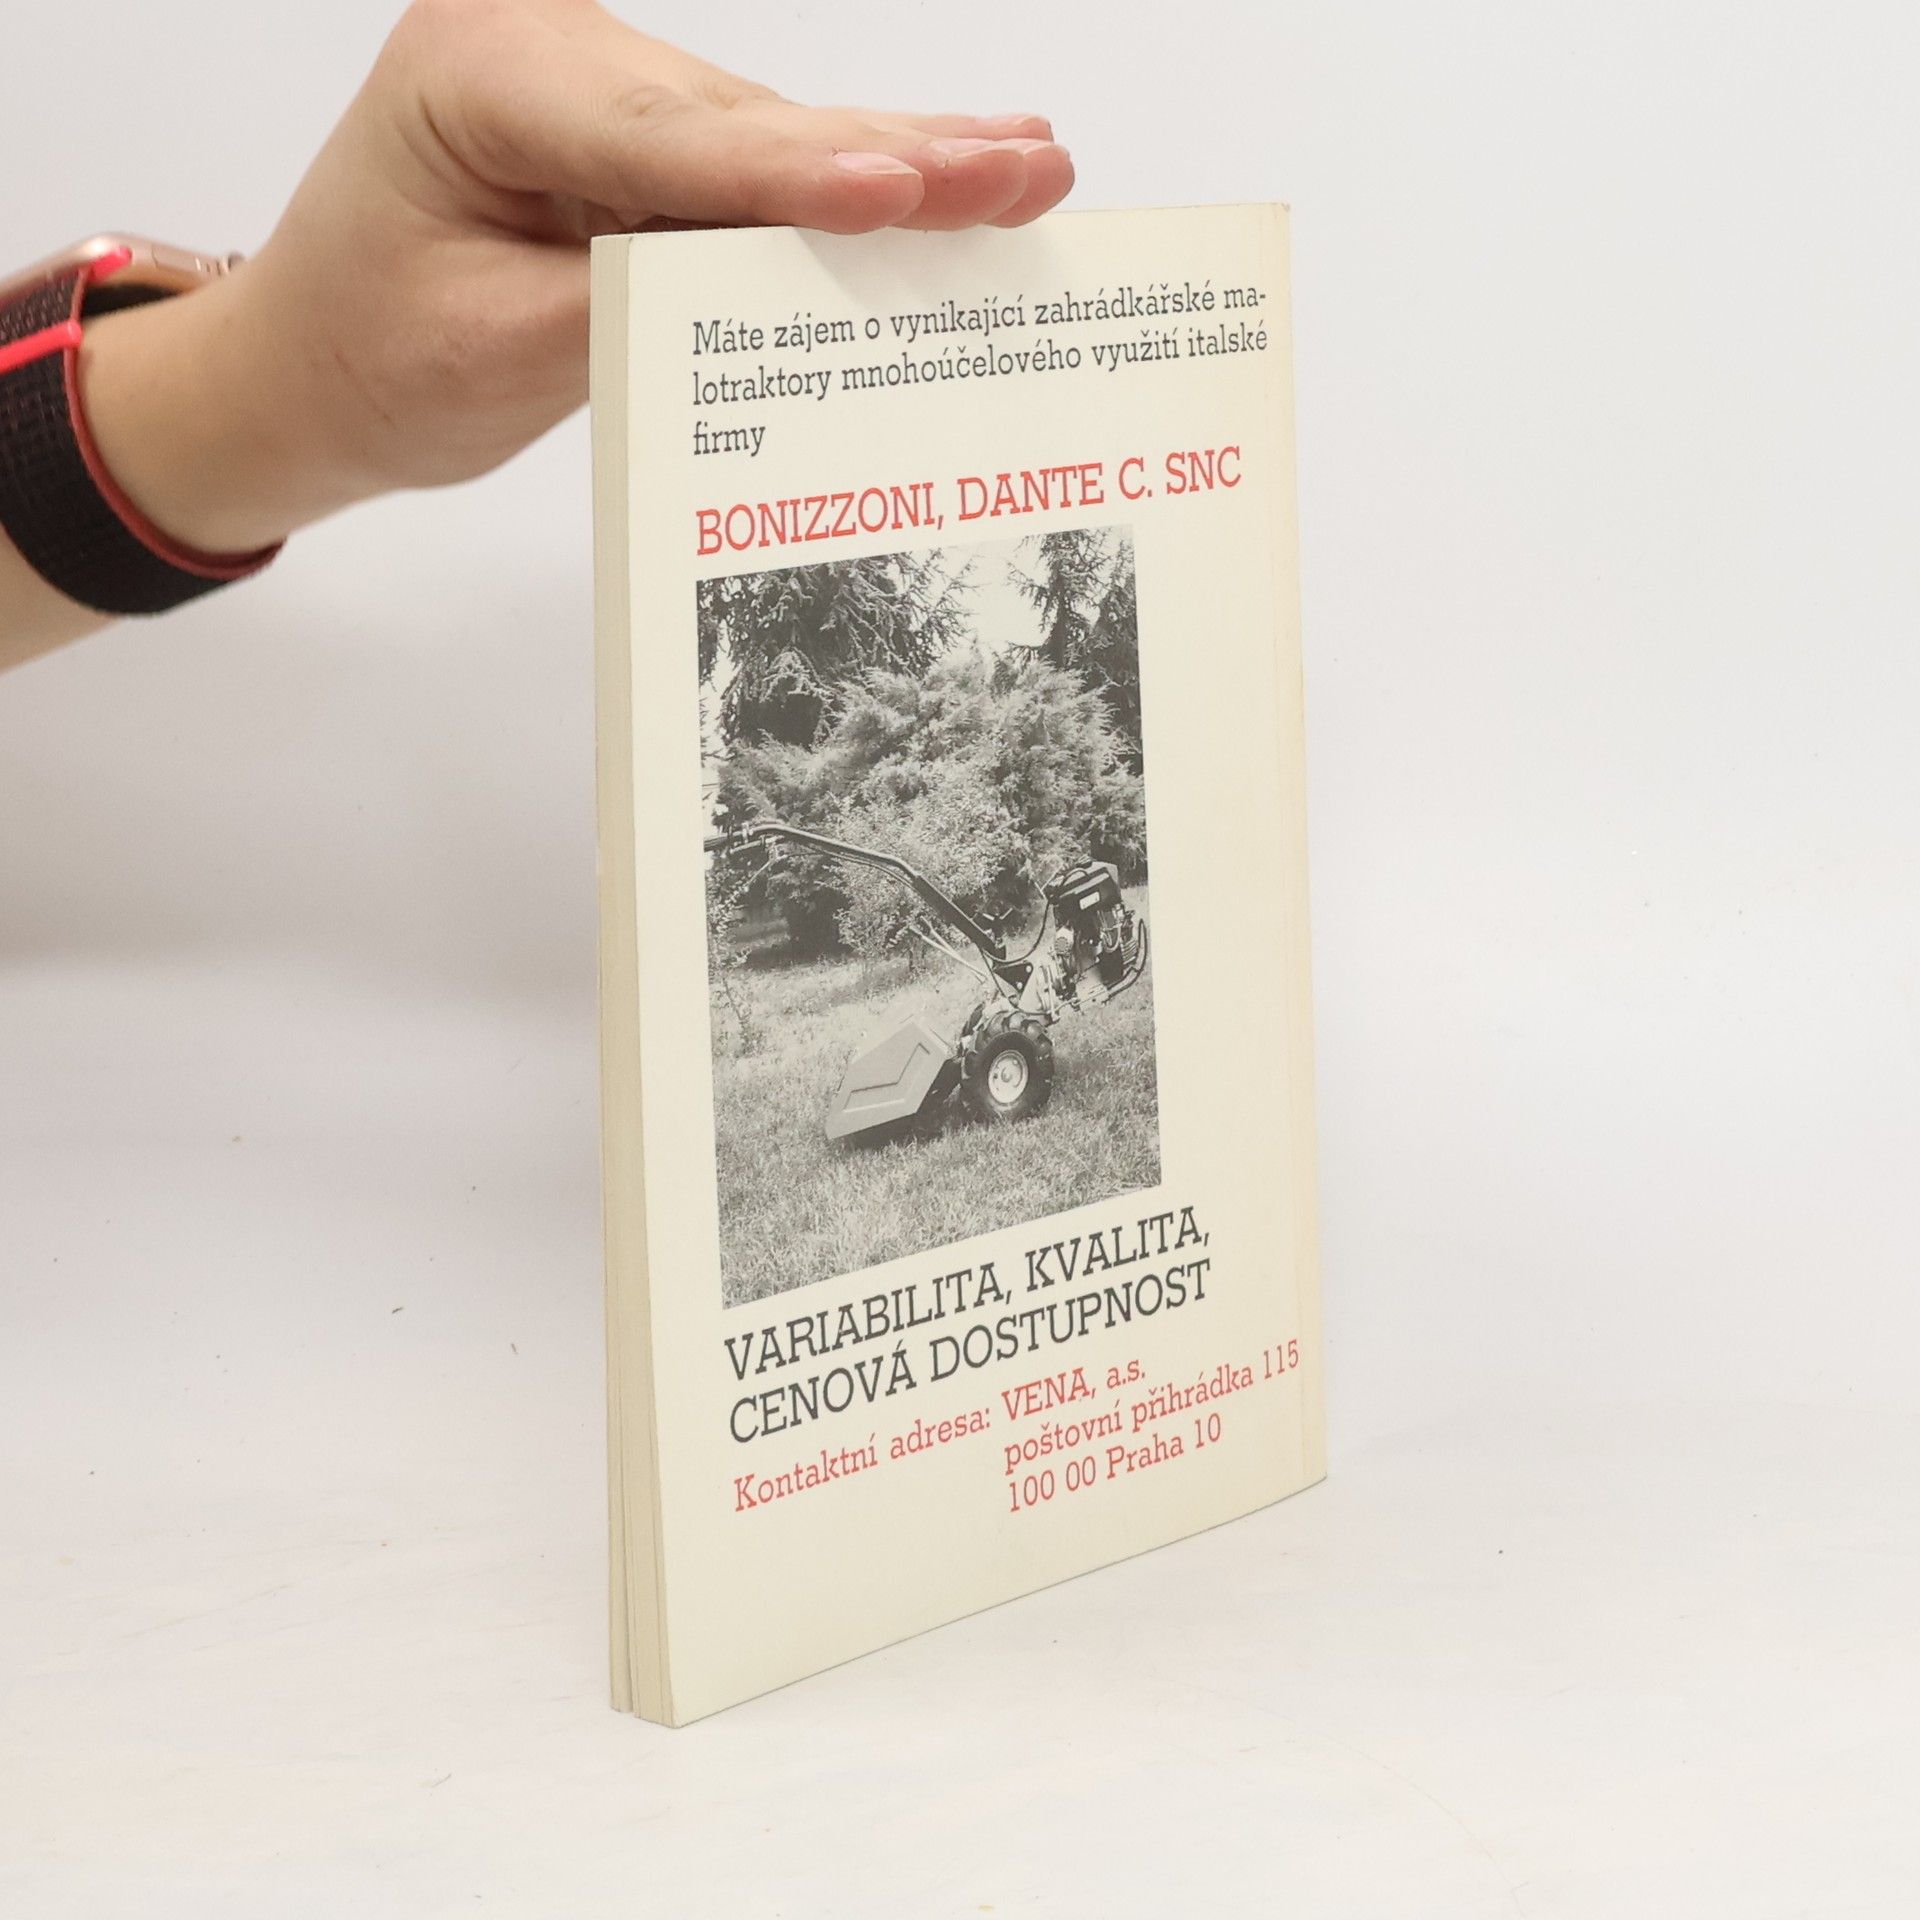 Máte zájem o vynikající zahrádkářské ma-
lotraktory mnohoúčelového využití italské
firmy
BONIZZONI, DANTE C. SNC
VARIABILITA, KVALITA,
CENOVÁ DOSTUPNOST
Kontaktní adresa: VENA, a.s.
poštovní přihrádka 115
100 00 Praha 10